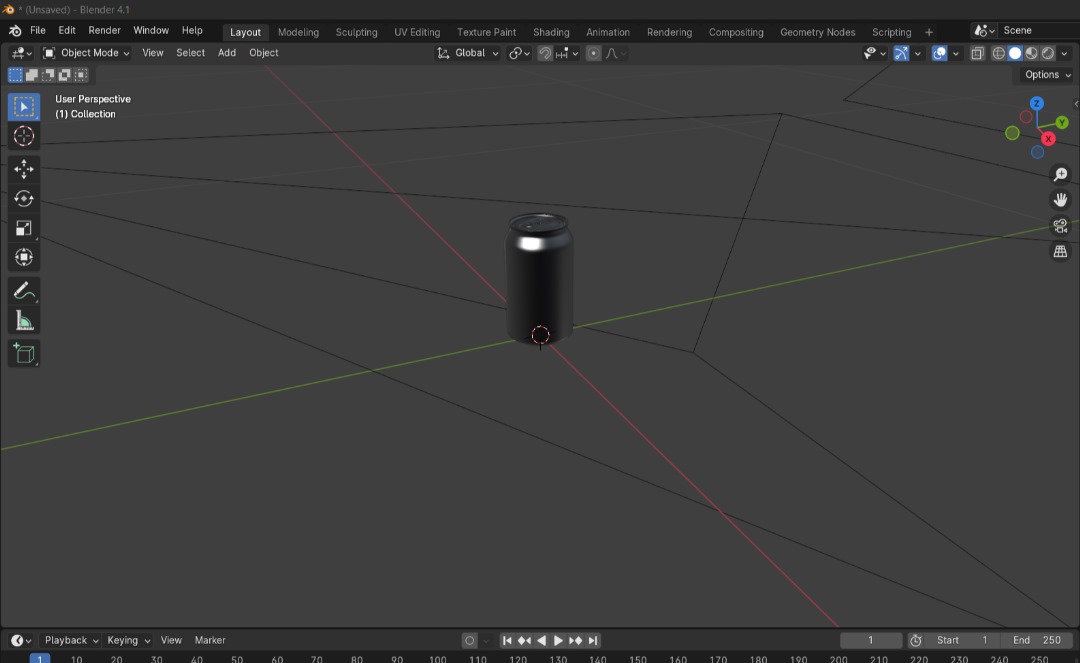 * (Unsaved) - Blender 4.1
File Edit Render Window Help Layout Modeling Sculpting UV Editing Texture Paint Shading Animation Rendering Compositing Geometry Nodes Scripting + Scene
Object Mode View Select Add Object Global
Options
User Perspective
(1) Collection
Z
Y
X
Playback Keying View Marker 1 Start 1 End 250
1 10 20 30 40 50 60 70 80 90 100 110 120 130 140 150 160 170 180 190 200 210 220 230 240 250